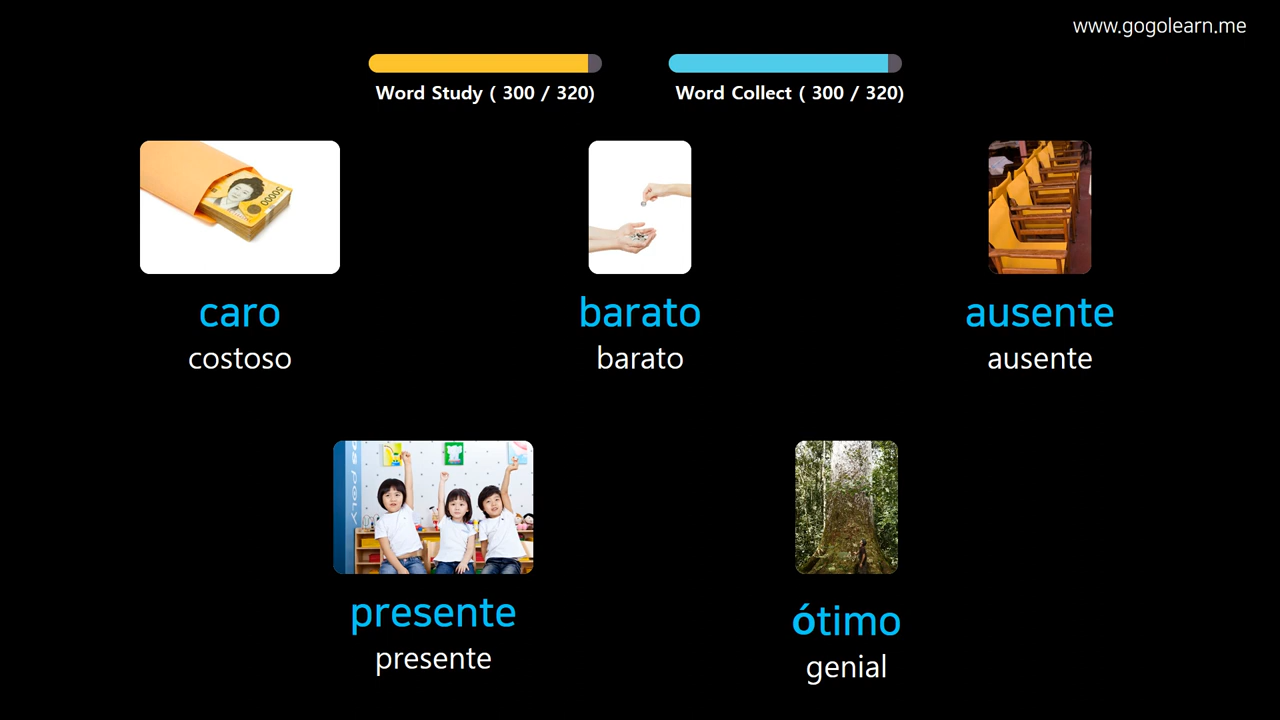 www.gogolearn.me
Word Study ( 300 / 320)
Word Collect ( 300 / 320)
50000
caro
barato
ausente
costoso
barato
ausente
presente
ótimo
presente
genial